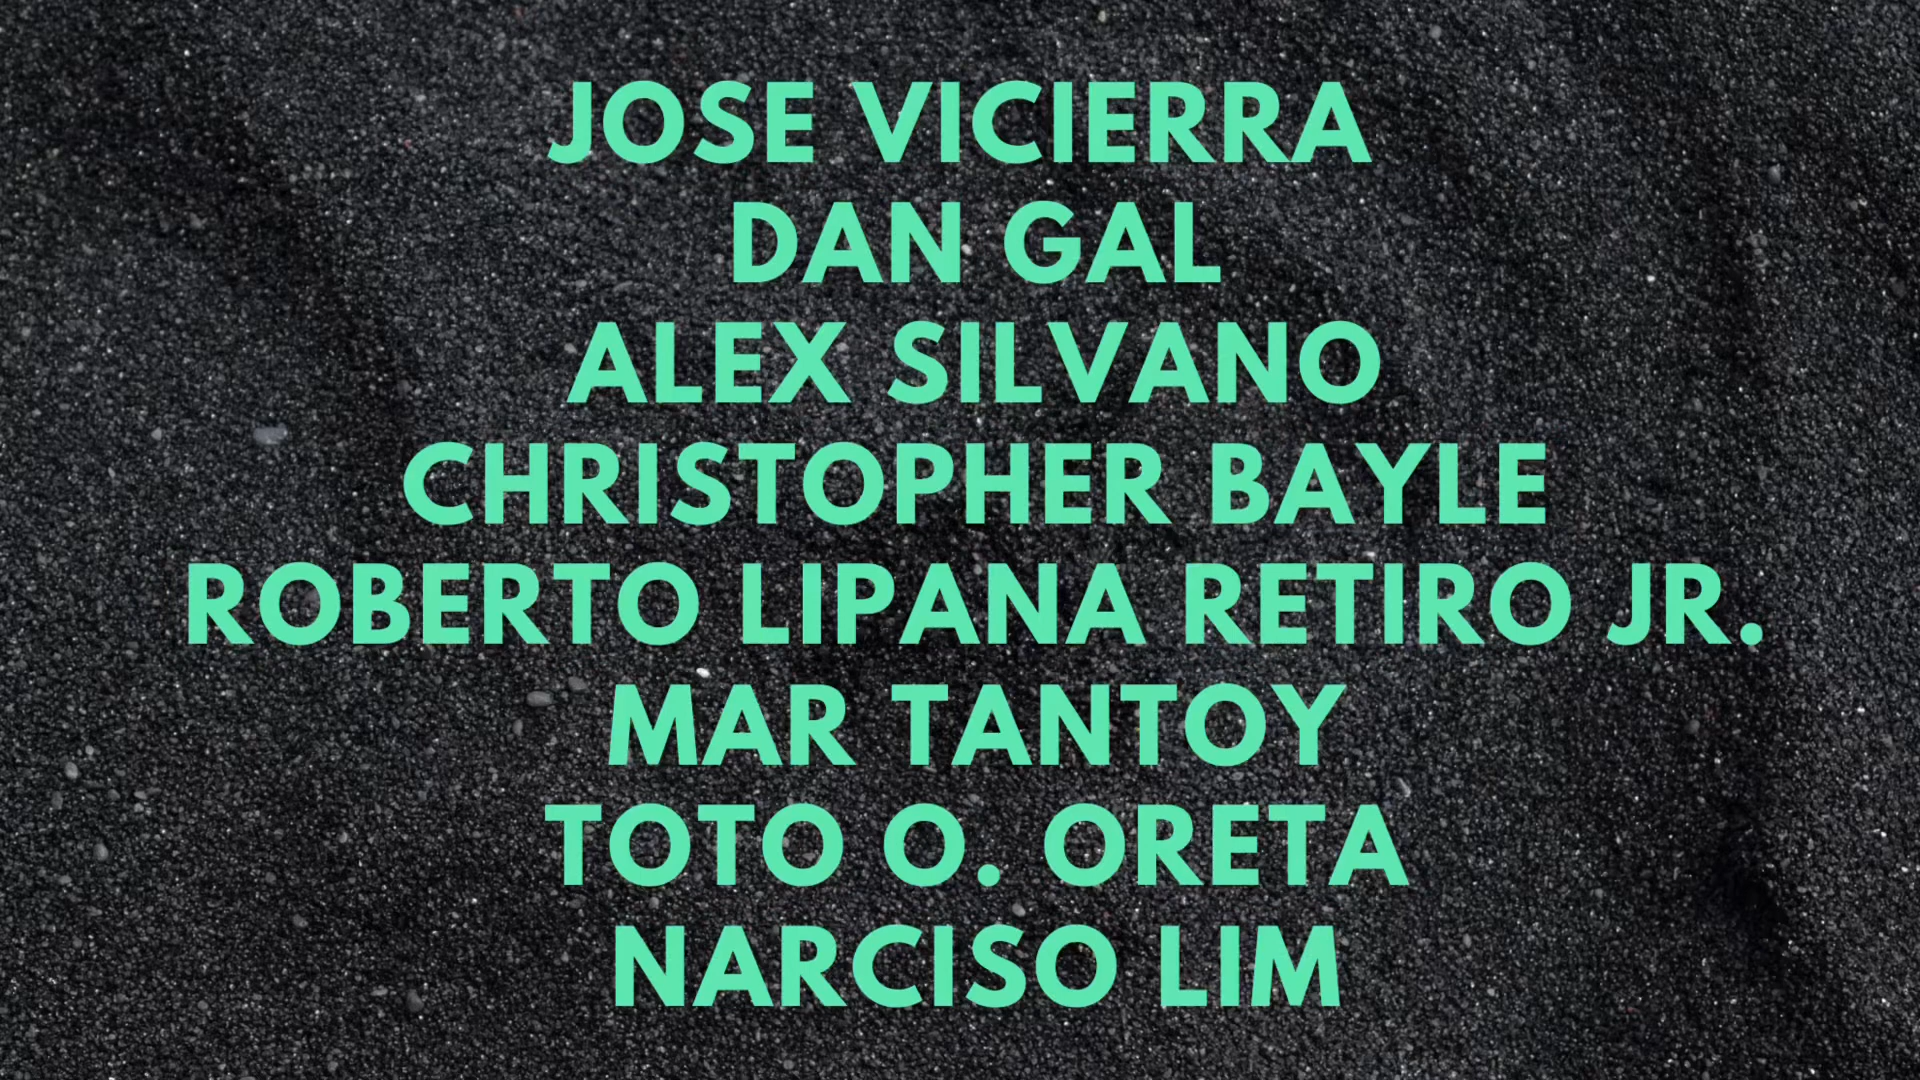 JOSE VICIERRA
DAN GAL
ALEX SILVANO
CHRISTOPHER BAYLE
ROBERTO LIPANA RETIRO JR.
MAR TANTOY
TOTO O. ORETA
NARCISO LIM